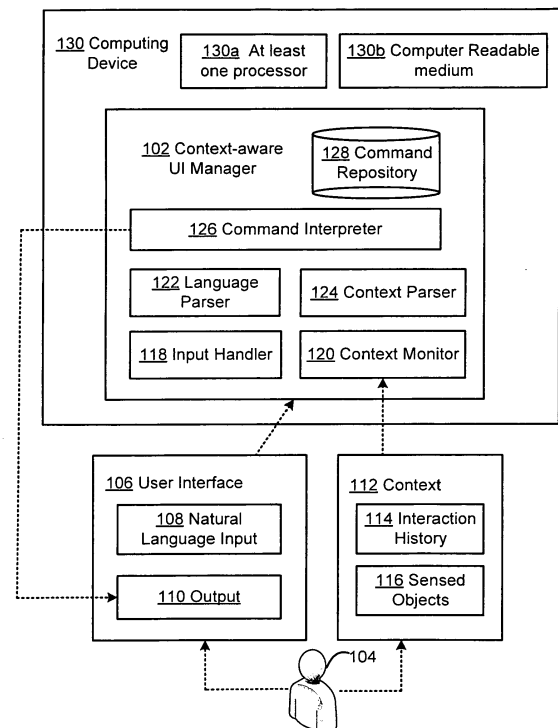 130 Computing
Device
130a At least
one processor
130b Computer Readable
medium
102 Context-aware
UI Manager
128 Command
Repository
126 Command Interpreter
122 Language
Parser
124 Context Parser
118 Input Handler
120 Context Monitor
106 User Interface
108 Natural
Language Input
110 Output
112 Context
114 Interaction
History
116 Sensed
Objects
104